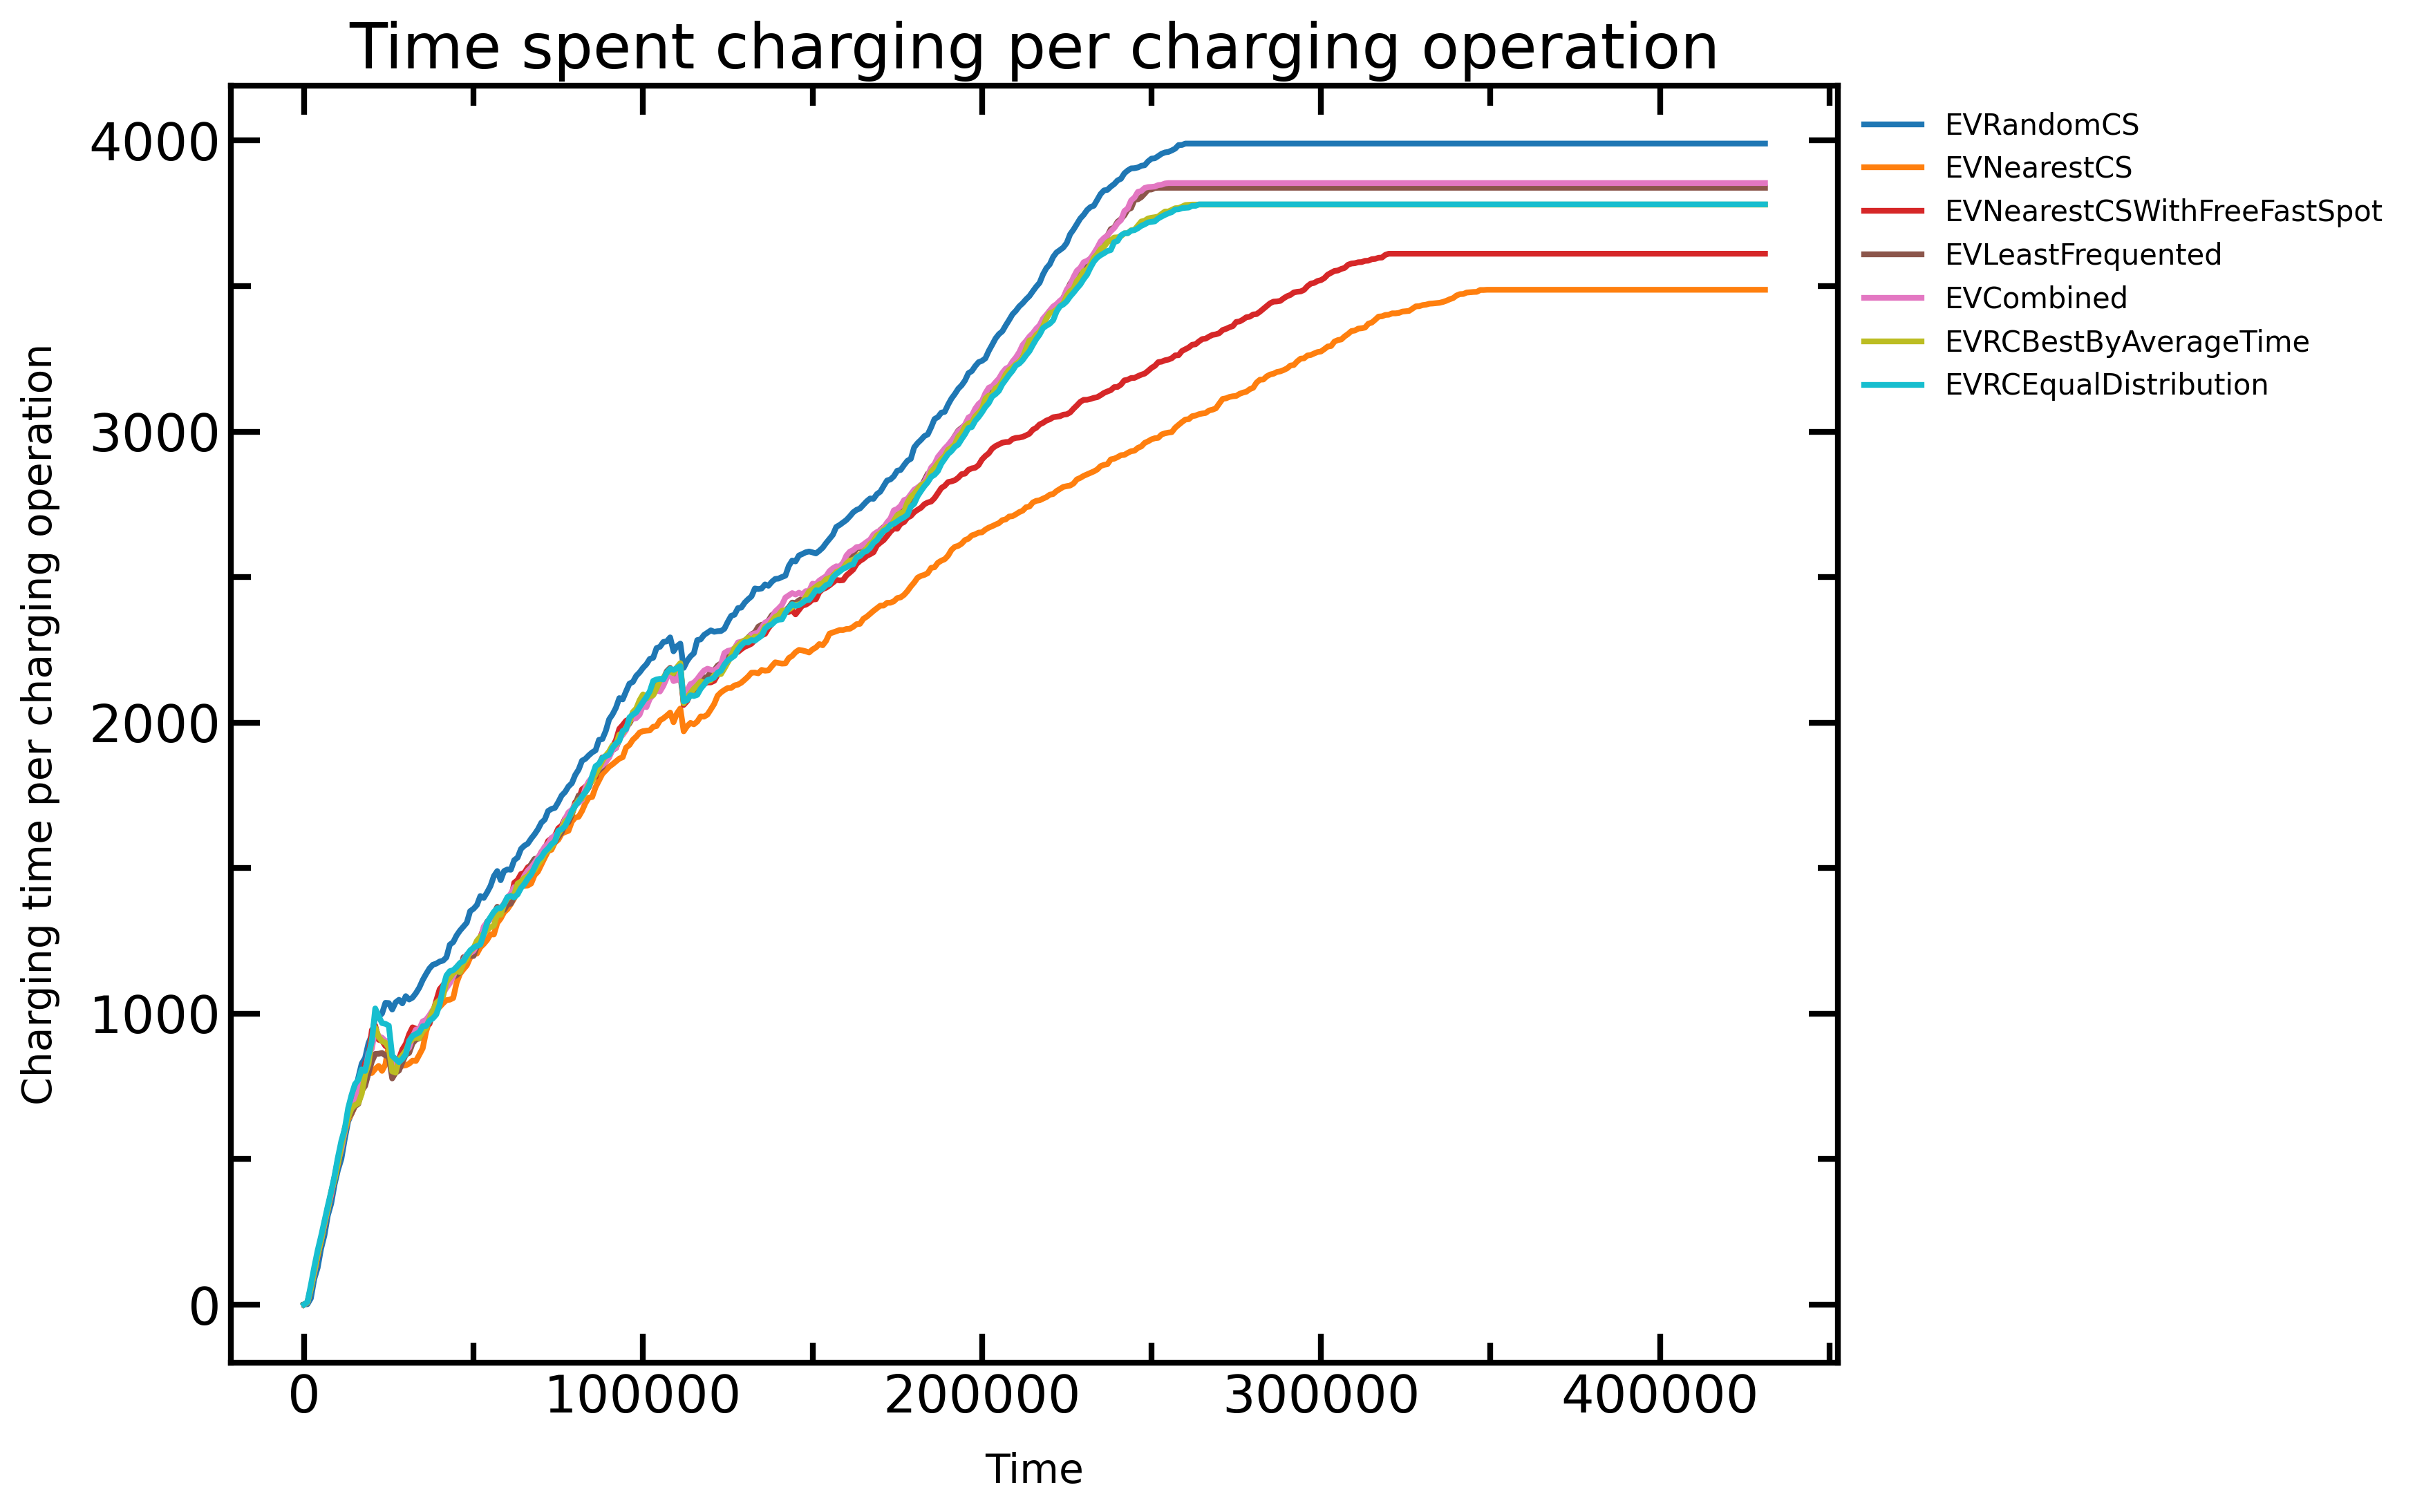 Time spent charging per charging operation
Charging time per charging operation
4000
3000
2000
1000
0
0
100000
200000
300000
400000
Time
EVRandomCS
EVNearestCS
EVNearestCSWithFreeFastSpot
EVLeastFrequented
EVCombined
EVRCBestByAverageTime
EVRCEqualDistribution